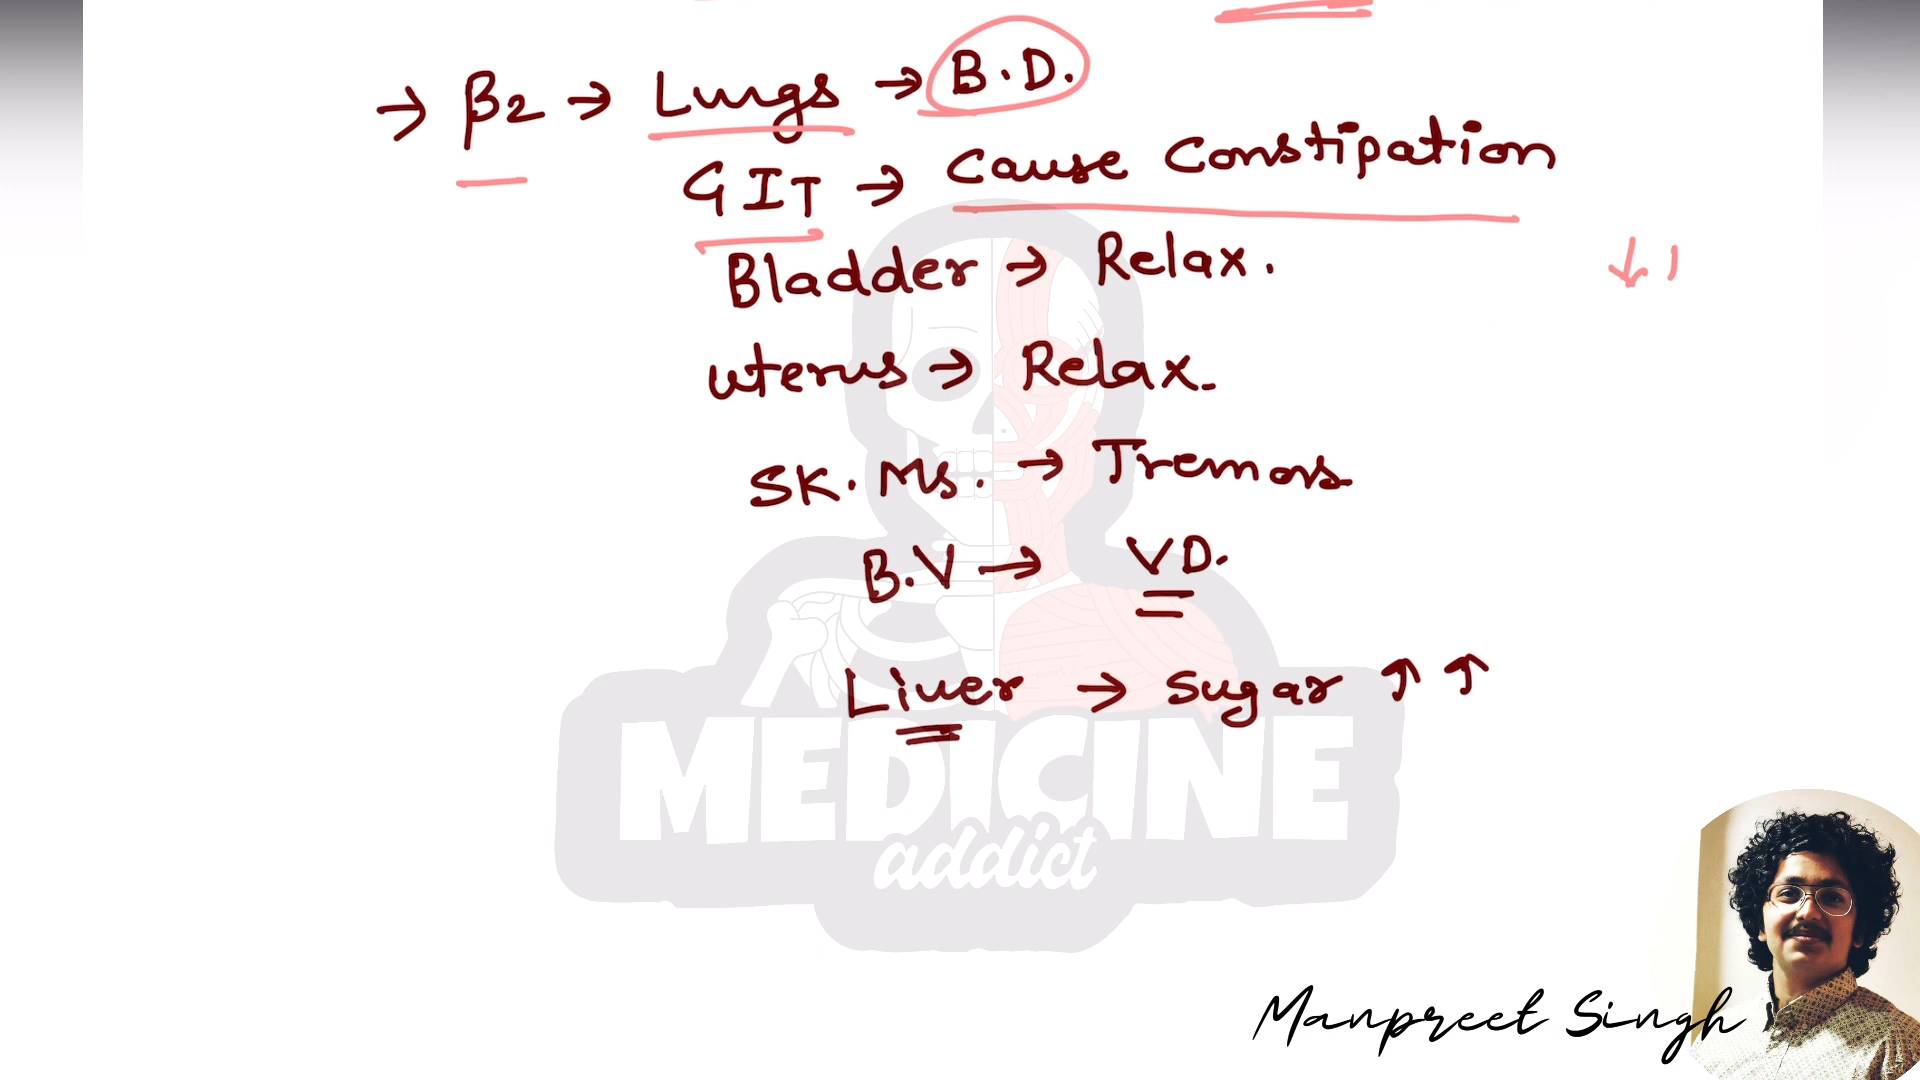 → β2 → Lungs → B.D.
GIT → Cause Constipation
Bladder → Relax. ↓
uterus → Relax.
SK. Ms. → Tremors
B.V → VD.
Liver → Sugar ↑ ↑
MEDICINE
addict
Manpreet Singh